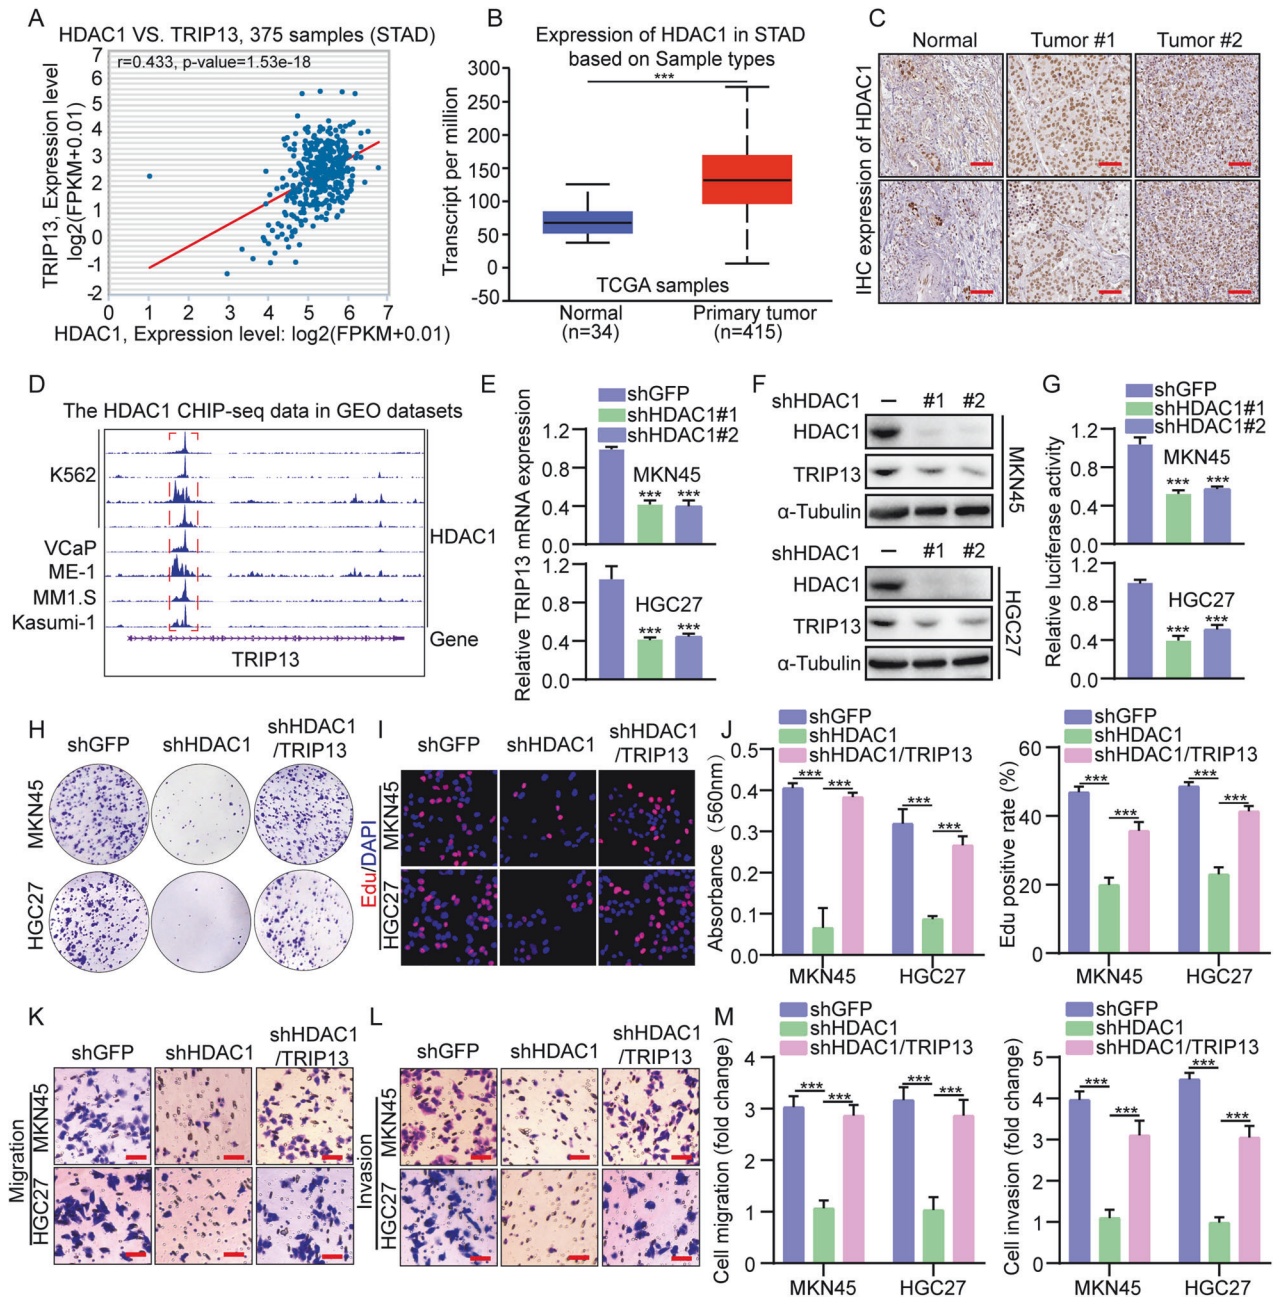 A
HDAC1 VS. TRIP13, 375 samples (STAD)
r=0.433, p-value=1.53e-18
TRIP13, Expression level
log2(FPKM+0.01)
7
6
5
4
3
2
1
0
-1
-2
0 1 2 3 4 5 6 7
HDAC1, Expression level: log2(FPKM+0.01)
B
Expression of HDAC1 in STAD
based on Sample types
***
Transcript per million
300
250
200
150
100
50
0
-50
TCGA samples
Normal
(n=34)
Primary tumor
(n=415)
C
Normal Tumor #1 Tumor #2
IHC expression of HDAC1
D
The HDAC1 CHIP-seq data in GEO datasets
K562
VCaP
ME-1
MM1.S
Kasumi-1
HDAC1
Gene
TRIP13
E
shGFP
shHDAC1#1
shHDAC1#2
Relative TRIP13 mRNA expression
1.2
0.8
0.4
0.0
MKN45
*** ***
1.2
0.8
0.4
0.0
HGC27
*** ***
F
shHDAC1 – #1 #2
HDAC1
TRIP13
α-Tubulin
MKN45
shHDAC1 – #1 #2
HDAC1
TRIP13
α-Tubulin
HGC27
G
shGFP
shHDAC1#1
shHDAC1#2
Relative luciferase activity
1.2
0.8
0.4
0.0
MKN45
*** ***
1.2
0.8
0.4
0.0
HGC27
*** ***
H
shGFP shHDAC1 shHDAC1
/TRIP13
MKN45
HGC27
I
shGFP shHDAC1 shHDAC1
/TRIP13
Edu/DAPI
MKN45
HGC27
J
shGFP
shHDAC1
shHDAC1/TRIP13
Absorbance (560nm)
0.5
0.4
0.3
0.2
0.1
0.0
*** *** *** ***
MKN45 HGC27
shGFP
shHDAC1
shHDAC1/TRIP13
Edu positive rate (%)
60
40
20
0
*** *** *** ***
MKN45 HGC27
K
shGFP shHDAC1 shHDAC1
/TRIP13
Migration
MKN45
HGC27
L
shGFP shHDAC1 shHDAC1
/TRIP13
Invasion
MKN45
HGC27
M
shGFP
shHDAC1
shHDAC1/TRIP13
Cell migration (fold change)
4
3
2
1
0
*** *** *** ***
MKN45 HGC27
shGFP
shHDAC1
shHDAC1/TRIP13
Cell invasion (fold change)
5
4
3
2
1
0
*** *** *** ***
MKN45 HGC27